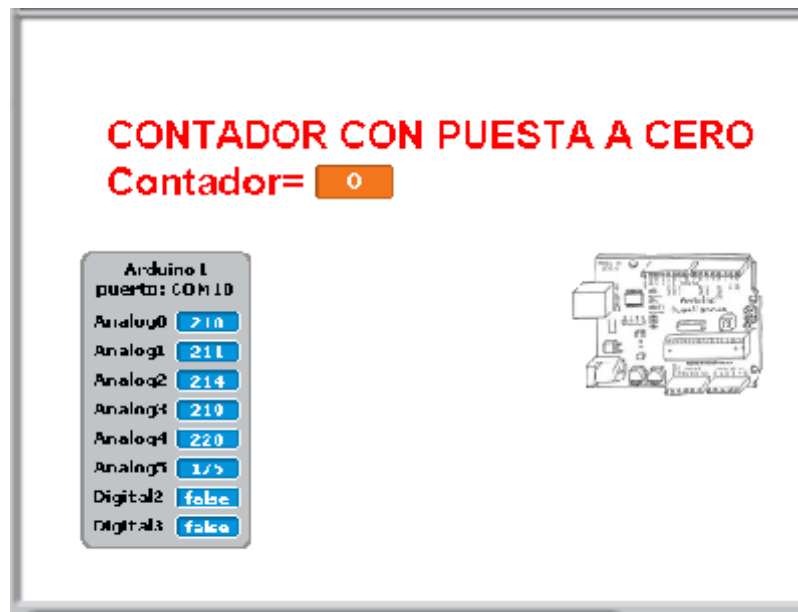 CONTADOR CON PUESTA A CERO
Contador= 0
Arduino1
puerto: COM10
Analog0 210
Analog1 211
Analog2 214
Analog3 219
Analog4 220
Analog5 175
Digital2 false
Digital3 false